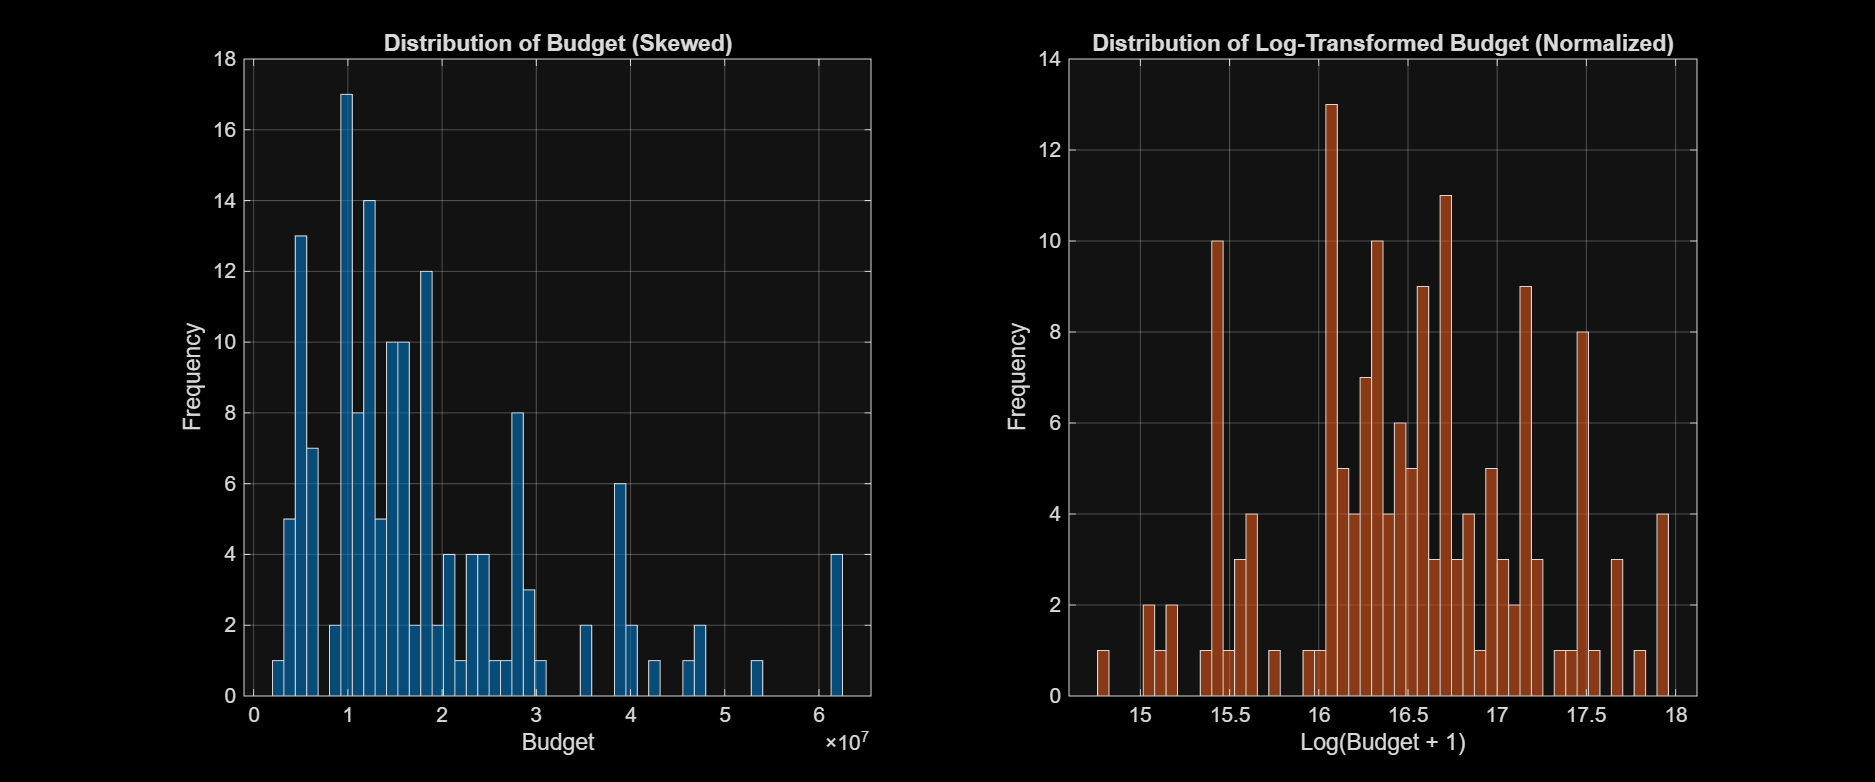 Distribution of Budget (Skewed)
18
16
14
12
10
8
6
4
2
0
Frequency
0 1 2 3 4 5 6
Budget
×10⁷
Distribution of Log-Transformed Budget (Normalized)
14
12
10
8
6
4
2
0
Frequency
15 15.5 16 16.5 17 17.5 18
Log(Budget + 1)